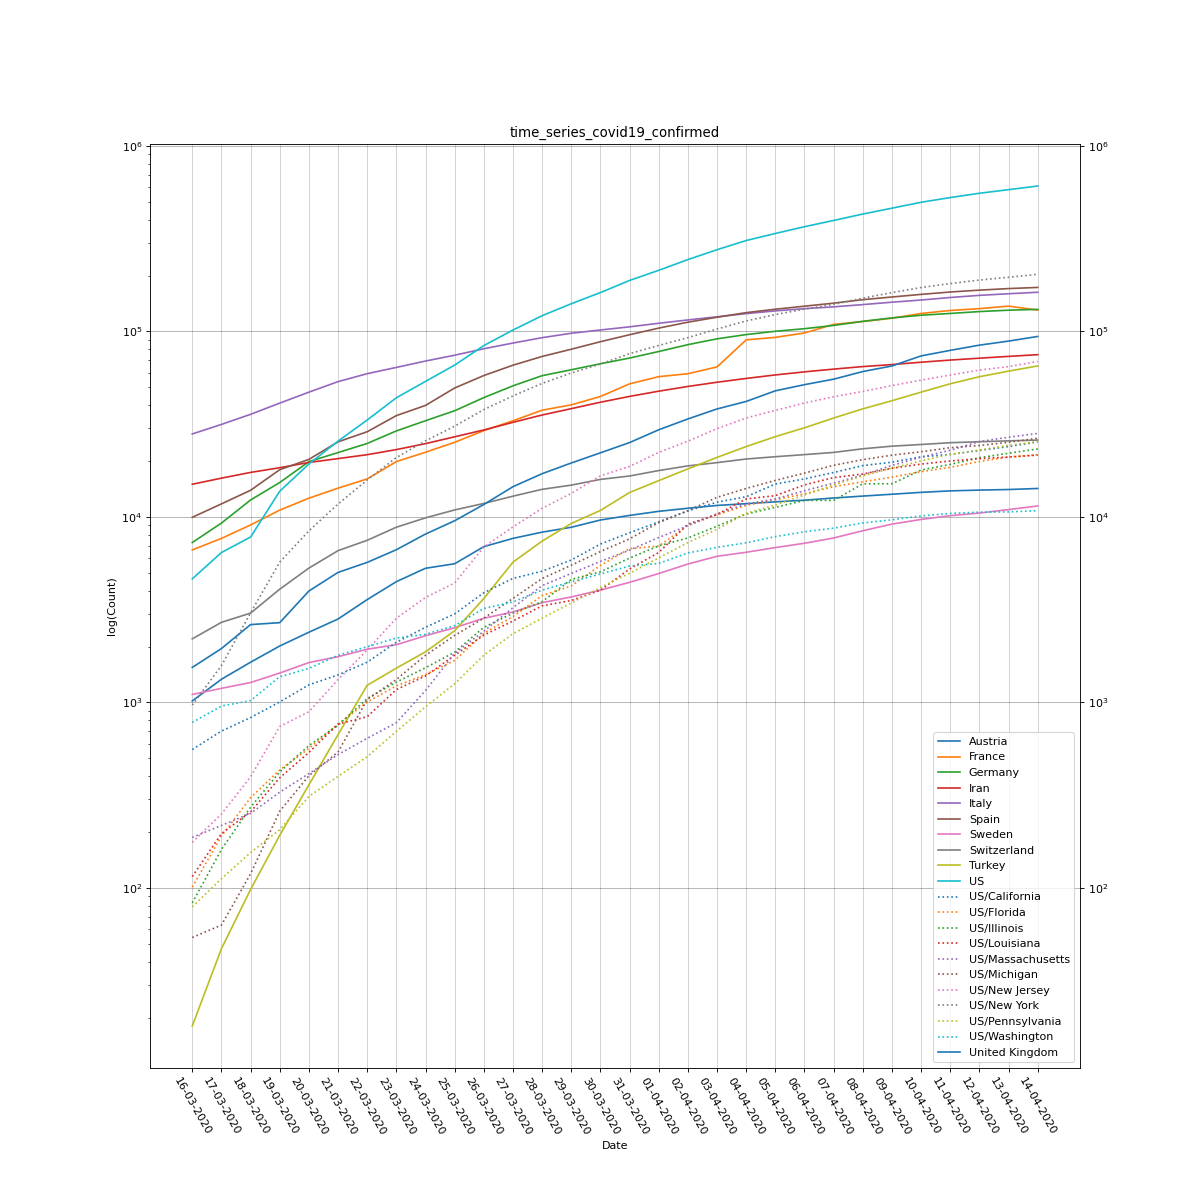 time_series_covid19_confirmed
10⁶
10⁵
10⁴
10³
10²
10⁶
10⁵
10⁴
10³
10²
log(Count)
Austria
France
Germany
Iran
Italy
Spain
Sweden
Switzerland
Turkey
US
US/California
US/Florida
US/Illinois
US/Louisiana
US/Massachusetts
US/Michigan
US/New Jersey
US/New York
US/Pennsylvania
US/Washington
United Kingdom
16-03-2020
17-03-2020
18-03-2020
19-03-2020
20-03-2020
21-03-2020
22-03-2020
23-03-2020
24-03-2020
25-03-2020
26-03-2020
27-03-2020
28-03-2020
29-03-2020
30-03-2020
31-03-2020
01-04-2020
02-04-2020
03-04-2020
04-04-2020
05-04-2020
06-04-2020
07-04-2020
08-04-2020
09-04-2020
10-04-2020
11-04-2020
12-04-2020
13-04-2020
14-04-2020
Date